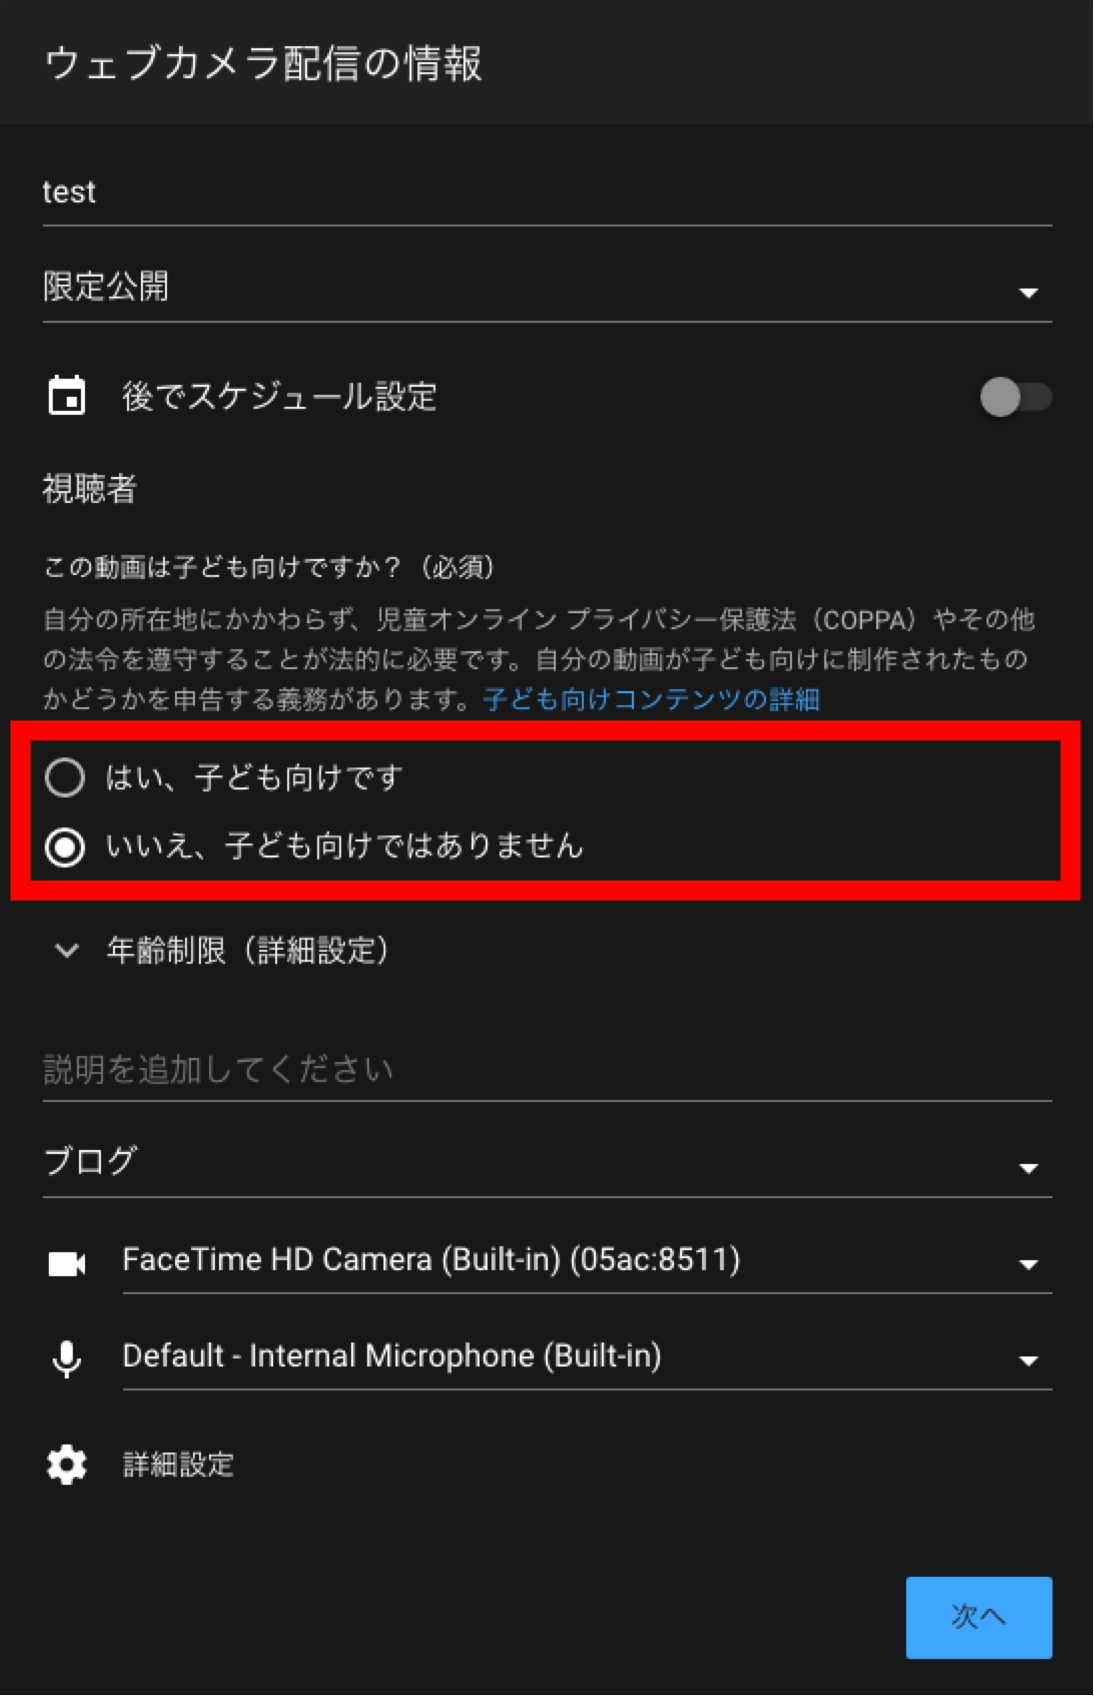 ウェブカメラ配信の情報
test
限定公開
後でスケジュール設定
視聴者
この動画は子ども向けですか？（必須）
自分の所在地にかかわらず、児童オンライン プライバシー保護法（COPPA）やその他
の法令を遵守することが法的に必要です。自分の動画が子ども向けに制作されたもの
かどうかを申告する義務があります。子ども向けコンテンツの詳細
はい、子ども向けです
いいえ、子ども向けではありません
年齢制限（詳細設定）
説明を追加してください
ブログ
FaceTime HD Camera (Built-in) (05ac:8511)
Default - Internal Microphone (Built-in)
詳細設定
次へ